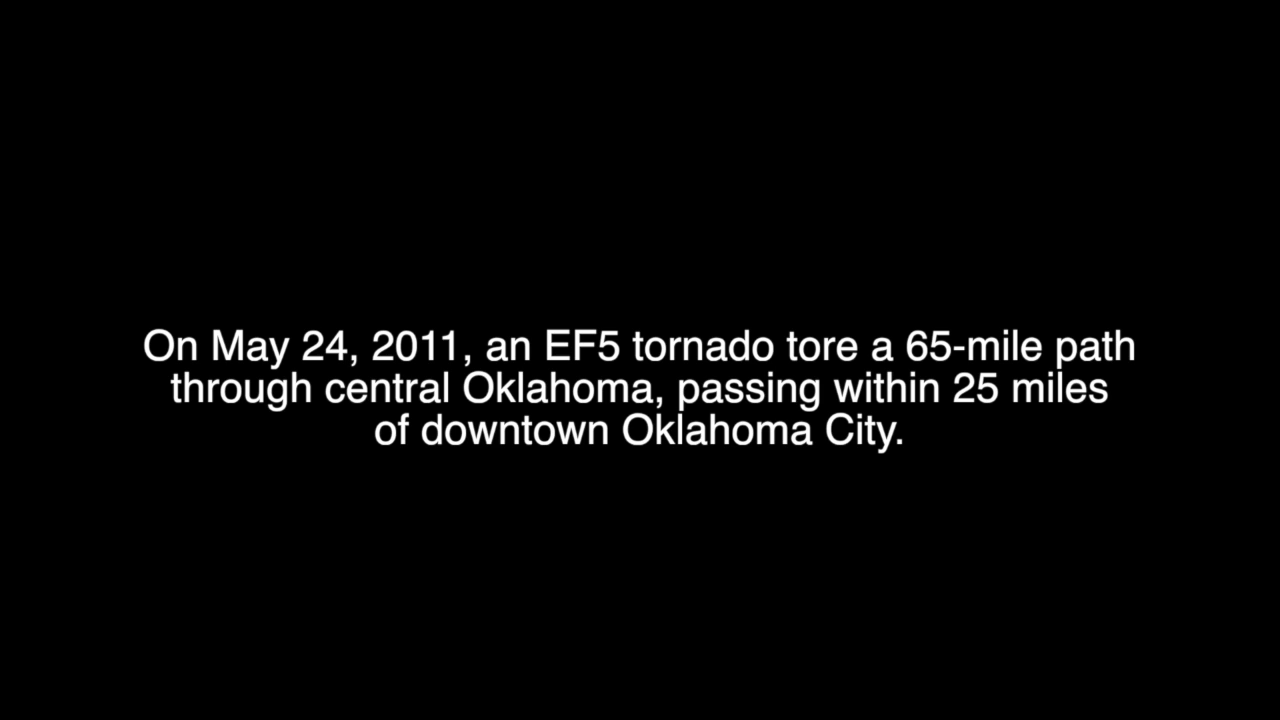 On May 24, 2011, an EF5 tornado tore a 65-mile path
through central Oklahoma, passing within 25 miles
of downtown Oklahoma City.